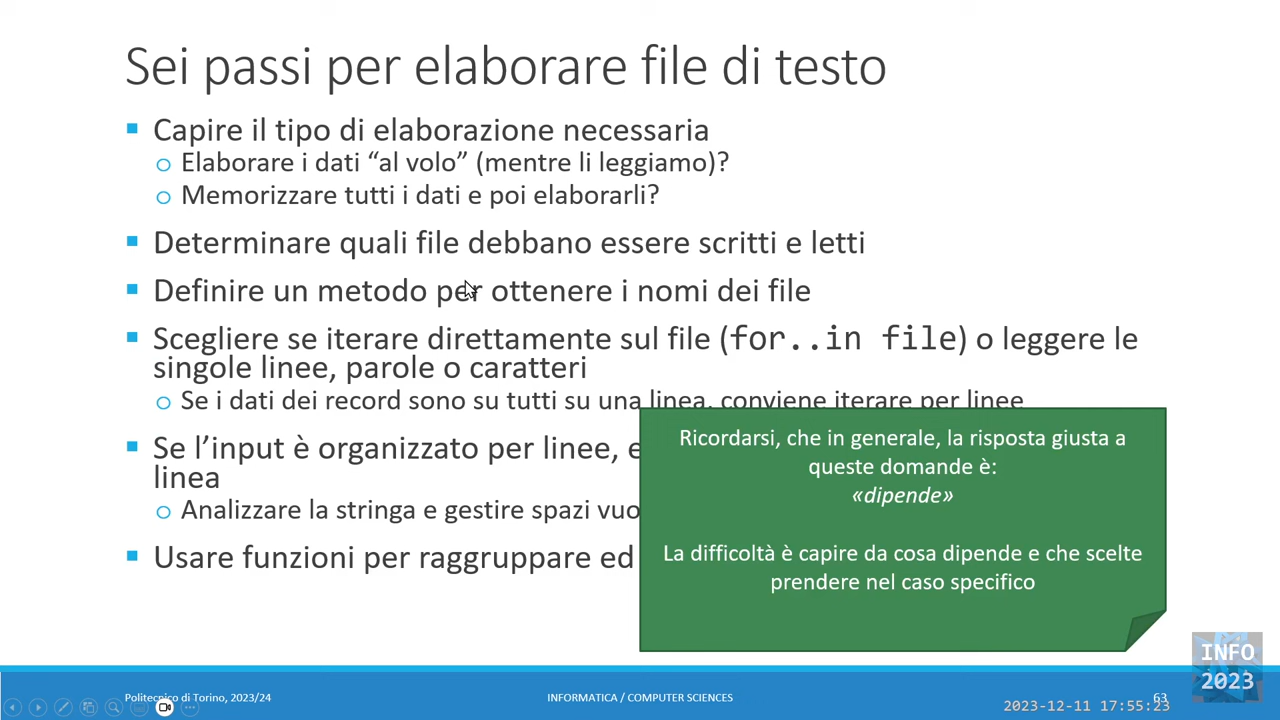 Sei passi per elaborare file di testo
Capire il tipo di elaborazione necessaria
Elaborare i dati “al volo” (mentre li leggiamo)?
Memorizzare tutti i dati e poi elaborarli?
Determinare quali file debbano essere scritti e letti
Definire un metodo per ottenere i nomi dei file
Scegliere se iterare direttamente sul file (for..in file) o leggere le
singole linee, parole o caratteri
Se i dati dei record sono su tutti su una linea, conviene iterare per linee
Se l’input è organizzato per linee, e
linea
Analizzare la stringa e gestire spazi vuo
Usare funzioni per raggruppare ed
Ricordarsi, che in generale, la risposta giusta a
queste domande è:
«dipende»
La difficoltà è capire da cosa dipende e che scelte
prendere nel caso specifico
INFO
2023
Politecnico di Torino, 2023/24
INFORMATICA / COMPUTER SCIENCES
63
2023-12-11 17:55:23